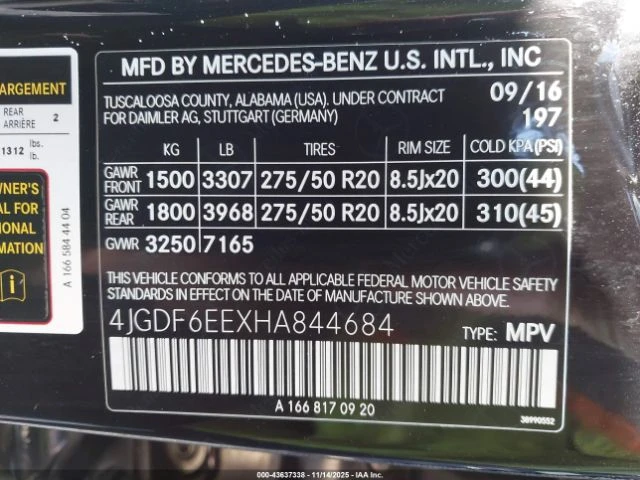 ARGEMENT
REAR
ARRIÈRE 2
1312 lbs.
lb.
WNER'S
AL FOR
TIONAL
RMATION
A 166 584 44 04
MFD BY MERCEDES-BENZ U.S. INTL., INC
TUSCALOOSA COUNTY, ALABAMA (USA). UNDER CONTRACT 09/16
FOR DAIMLER AG, STUTTGART (GERMANY) 197
KG LB TIRES RIM SIZE COLD KPA(PSI)
GAWR FRONT 1500 3307 275/50 R20 8.5Jx20 300(44)
GAWR REAR 1800 3968 275/50 R20 8.5Jx20 310(45)
GVWR 3250 7165
THIS VEHICLE CONFORMS TO ALL APPLICABLE FEDERAL MOTOR VEHICLE SAFETY
STANDARDS IN EFFECT ON THE DATE OF MANUFACTURE SHOWN ABOVE.
4JGDF6EEXHA844684 TYPE: MPV
A 166 817 09 20
38990552
000-43637338 - 11/14/2025 - IAAI.COM